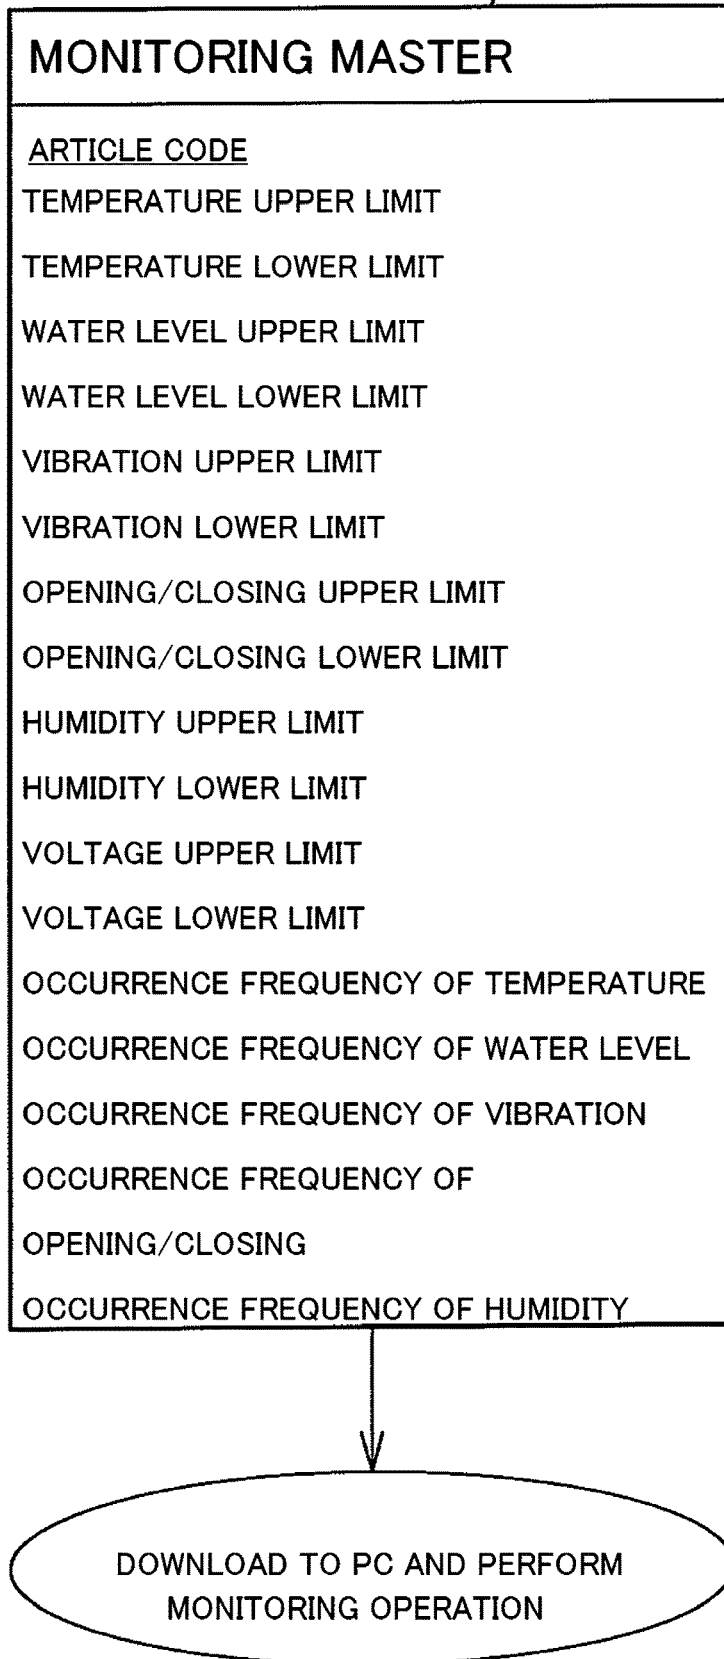 MONITORING MASTER
ARTICLE CODE
TEMPERATURE UPPER LIMIT
TEMPERATURE LOWER LIMIT
WATER LEVEL UPPER LIMIT
WATER LEVEL LOWER LIMIT
VIBRATION UPPER LIMIT
VIBRATION LOWER LIMIT
OPENING/CLOSING UPPER LIMIT
OPENING/CLOSING LOWER LIMIT
HUMIDITY UPPER LIMIT
HUMIDITY LOWER LIMIT
VOLTAGE UPPER LIMIT
VOLTAGE LOWER LIMIT
OCCURRENCE FREQUENCY OF TEMPERATURE
OCCURRENCE FREQUENCY OF WATER LEVEL
OCCURRENCE FREQUENCY OF VIBRATION
OCCURRENCE FREQUENCY OF
OPENING/CLOSING
OCCURRENCE FREQUENCY OF HUMIDITY
DOWNLOAD TO PC AND PERFORM
MONITORING OPERATION